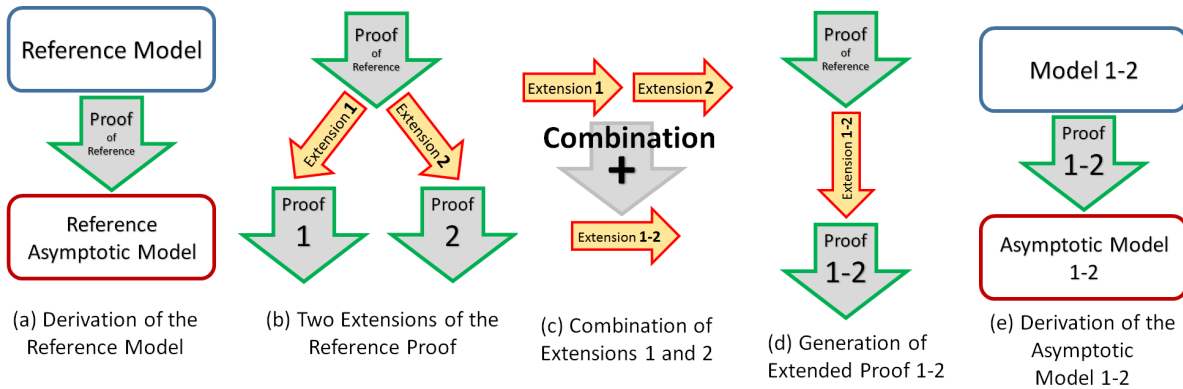 Reference Model
Proof
of
Reference
Reference
Asymptotic Model
(a) Derivation of the
Reference Model
Proof
of
Reference
Extension 1
Extension 2
Proof
1
Proof
2
(b) Two Extensions of the
Reference Proof
Extension 1
Extension 2
Combination
+
Extension 1-2
(c) Combination of
Extensions 1 and 2
Proof
of
Reference
Extension 1-2
Proof
1-2
(d) Generation of
Extended Proof 1-2
Model 1-2
Proof
1-2
Asymptotic Model
1-2
(e) Derivation of the
Asymptotic
Model 1-2